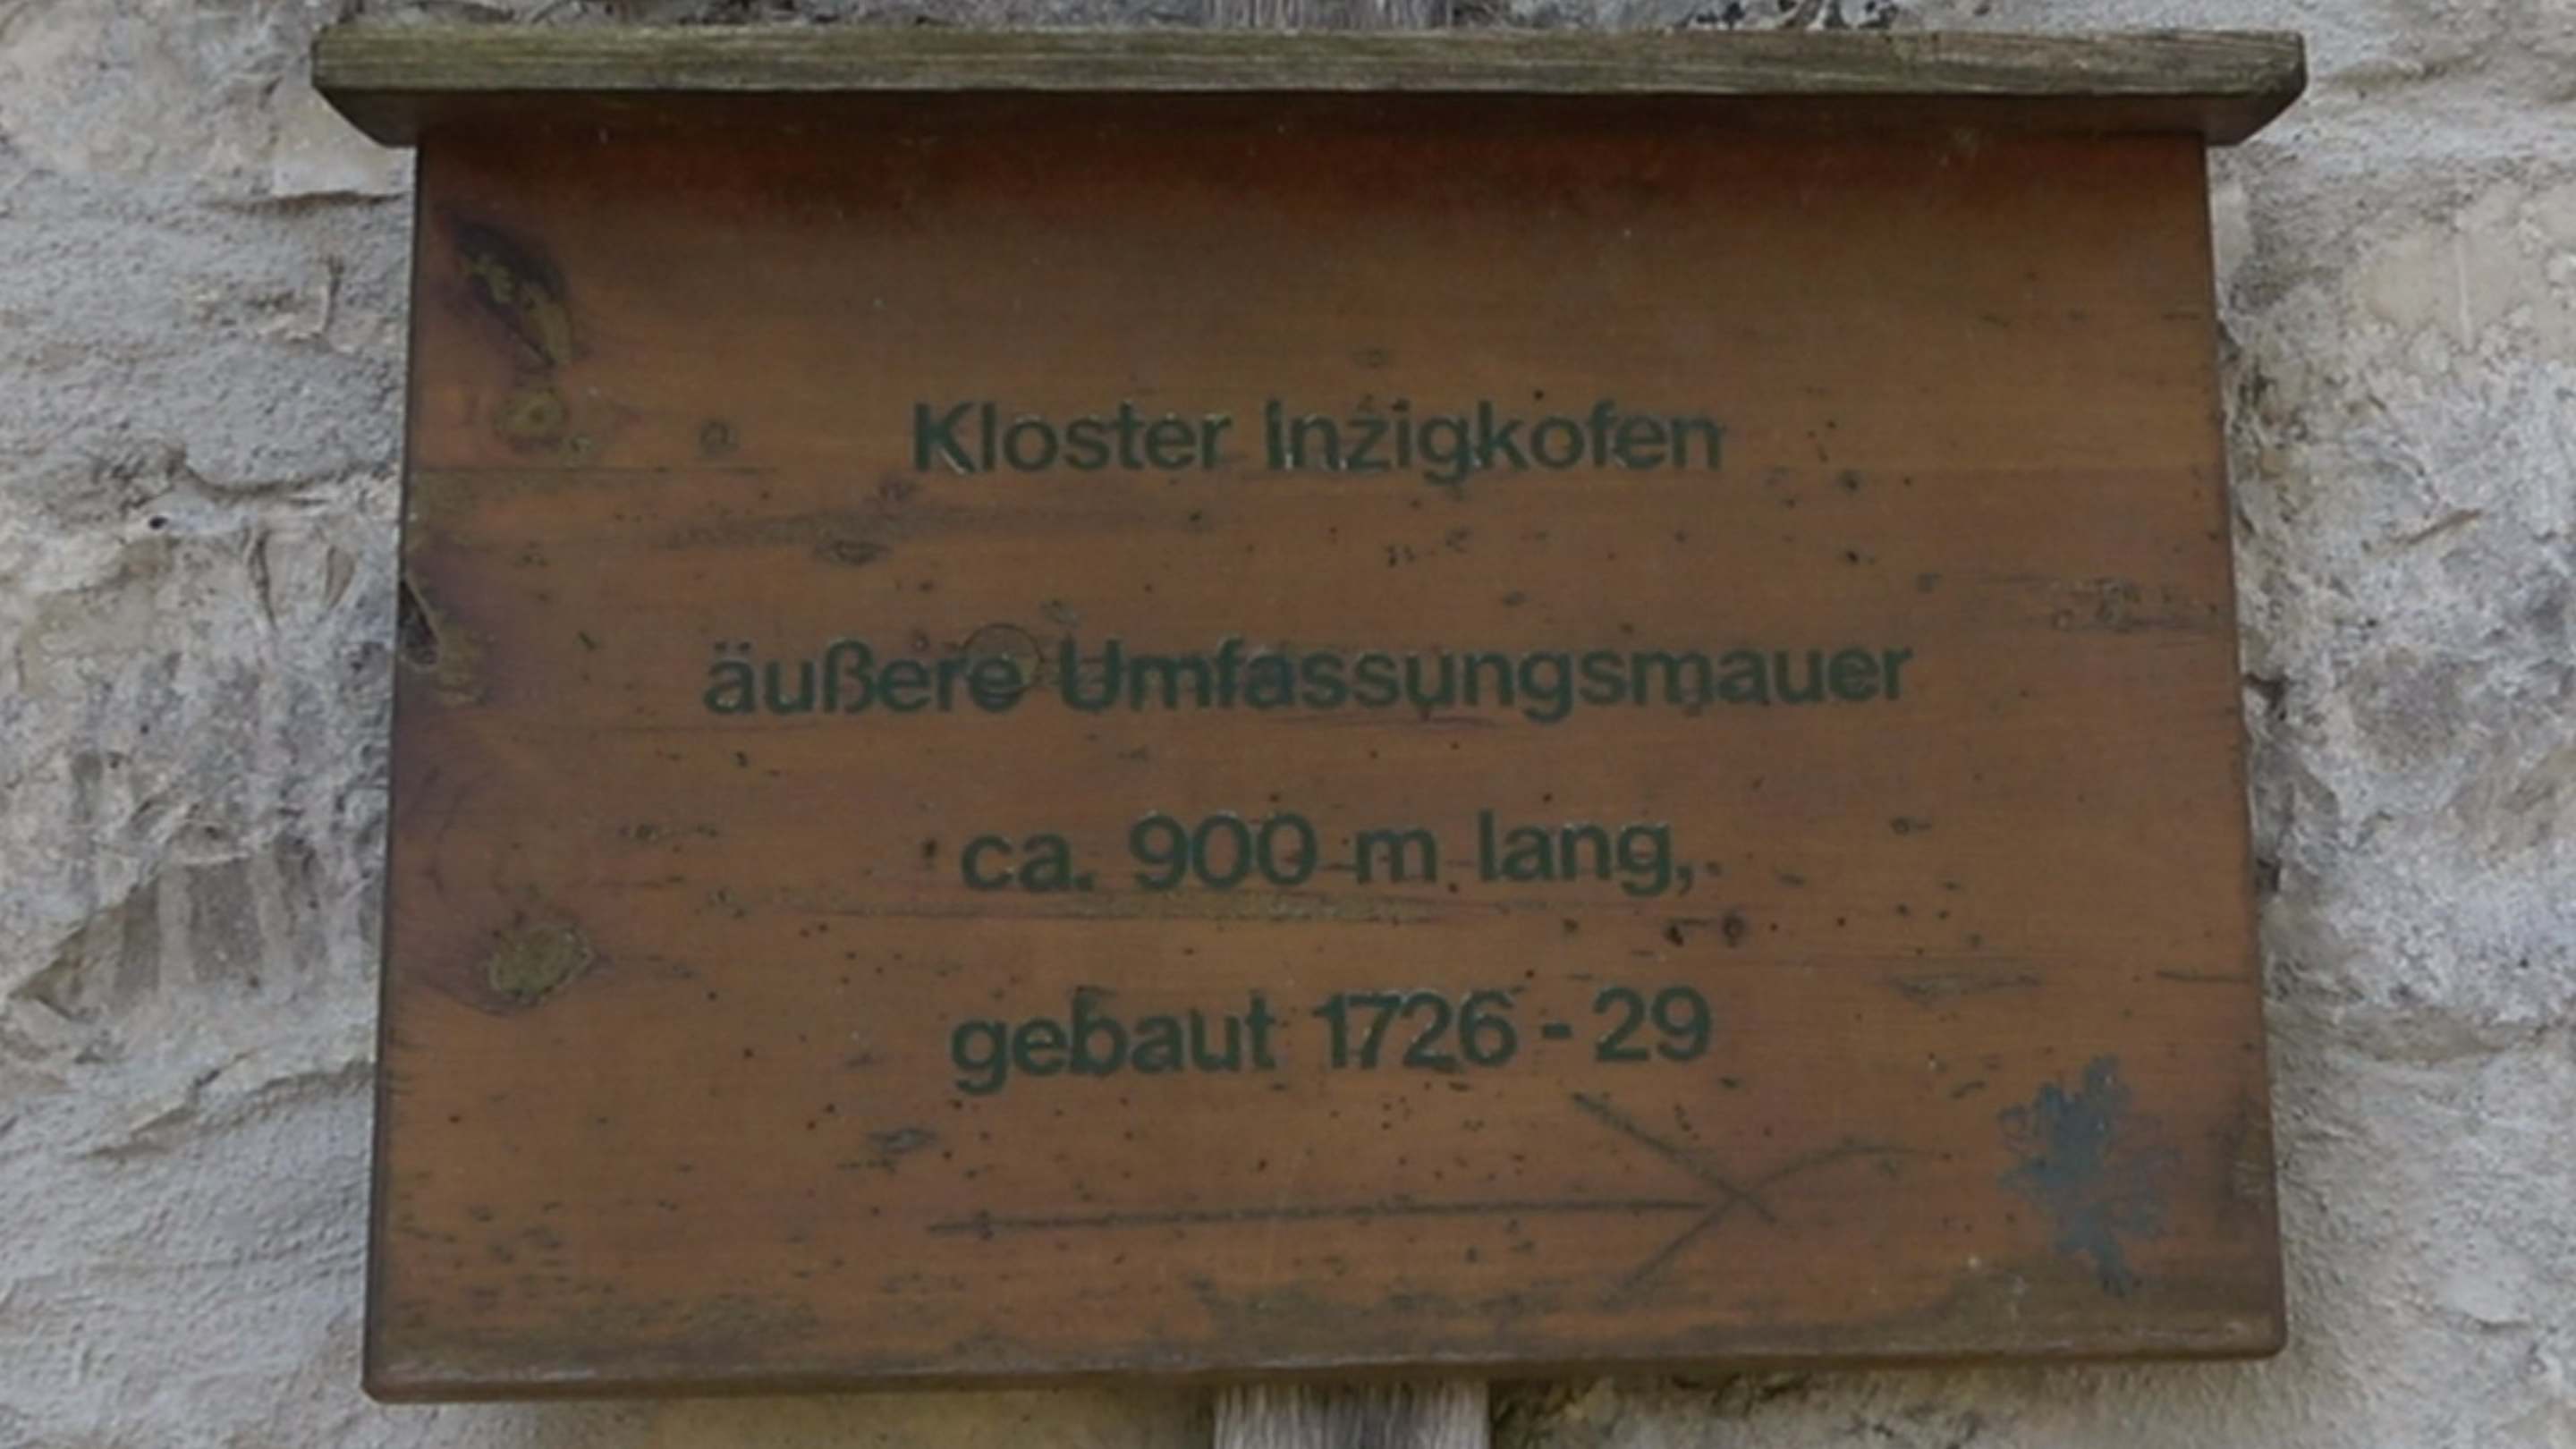 Kloster Inzigkofen
äußere Umfassungsmauer
ca. 900 m lang,
gebaut 1726 - 29